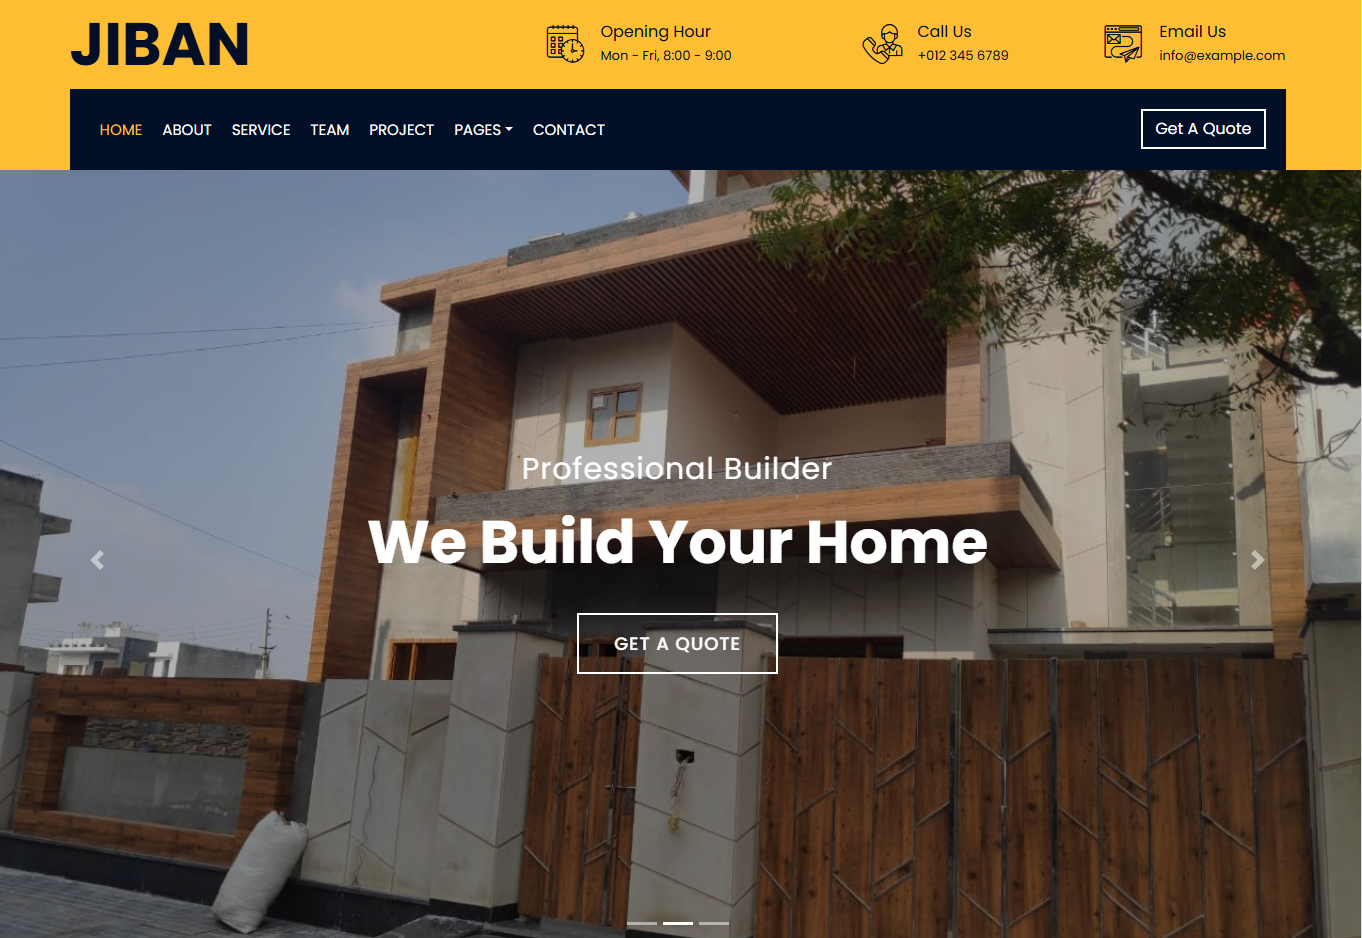 JIBAN
Opening Hour
Mon - Fri, 8:00 - 9:00
Call Us
+012 345 6789
Email Us
info@example.com
HOME ABOUT SERVICE TEAM PROJECT PAGES CONTACT
Get A Quote
Professional Builder
We Build Your Home
GET A QUOTE